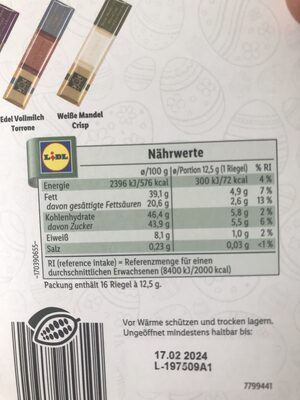 Edel Vollmilch
Torrone
Weiße Mandel
Crisp
LiDL
Nährwerte
ø/100 g ø/Portion 12,5 g (1 Riegel) % RI
Energie 2396 kJ/576 kcal 300 kJ/72 kcal 4 %
Fett 39,1 g 4,9 g 7 %
davon gesättigte Fettsäuren 20,6 g 2,6 g 13 %
Kohlenhydrate 46,4 g 5,8 g 2 %
davon Zucker 43,9 g 5,5 g 6 %
Eiweiß 8,1 g 1,0 g 2 %
Salz 0,23 g 0,03 g <1 %
RI (reference intake) = Referenzmenge für einen
durchschnittlichen Erwachsenen (8400 kJ/2000 kcal)
Packung enthält 16 Riegel à 12,5 g.
-170390655-
Vor Wärme schützen und trocken lagern.
Ungeöffnet mindestens haltbar bis:
17.02 2024
L-197509A1
7799441